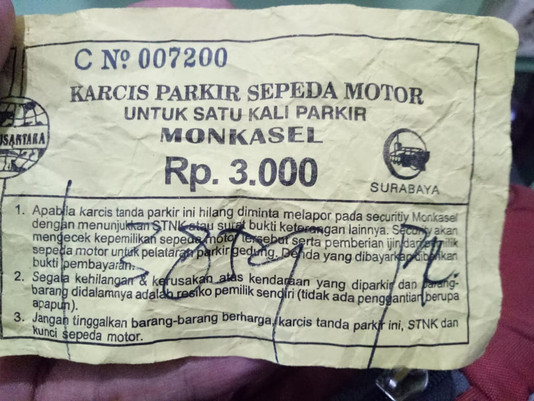 C Nº 007200
KARCIS PARKIR SEPEDA MOTOR
UNTUK SATU KALI PARKIR
MONKASEL
Rp. 3.000
USANTARA
SURABAYA
1. Apabila karcis tanda parkir ini hilang diminta melapor pada securitiy Monkasel
dengan menunjukkan STNK atau surat bukti keterangan lainnya. Security akan
mengecek kepemilikan sepeda motor tersebut serta pemberian ijin dari pemilik
sepeda motor untuk pelataran parkir gedung. Denda yang dibayarkan diberikan
bukti pembayaran.
2. Segala kehilangan & kerusakan atas kendaraan yang diparkir dan barang-
barang didalamnya adalah resiko pemilik sendiri (tidak ada penggantian berupa
apapun).
3. Jangan tinggalkan barang-barang berharga, karcis tanda parkir ini, STNK dan
kunci sepeda motor.